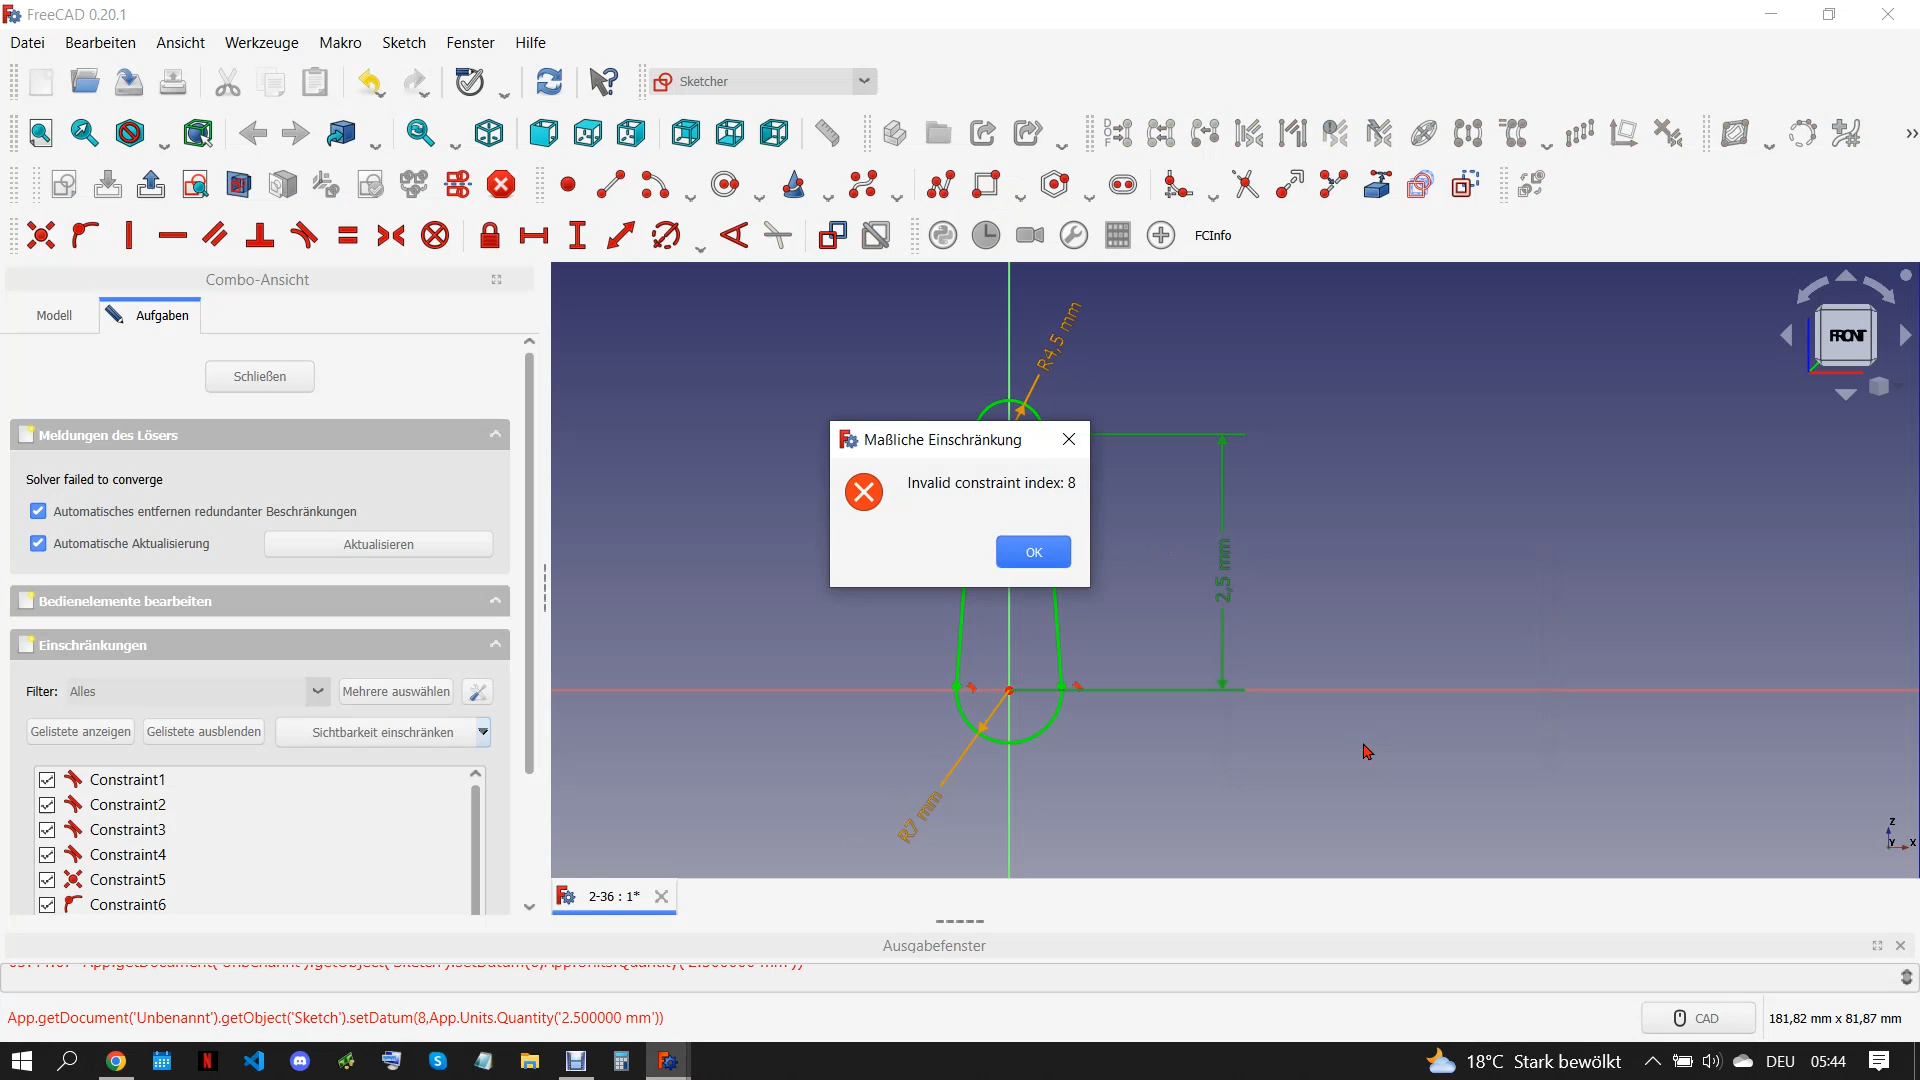 FreeCAD 0.20.1
Datei Bearbeiten Ansicht Werkzeuge Makro Sketch Fenster Hilfe
Sketcher
FCInfo
Combo-Ansicht
Modell Aufgaben
Schließen
Meldungen des Lösers
Solver failed to converge
Automatisches entfernen redundanter Beschränkungen
Automatische Aktualisierung Aktualisieren
Bedienelemente bearbeiten
Einschränkungen
Filter: Alles Mehrere auswählen
Gelistete anzeigen Gelistete ausblenden Sichtbarkeit einschränken
Constraint1
Constraint2
Constraint3
Constraint4
Constraint5
Constraint6
R4,5 mm
FRONT
Maßliche Einschränkung
Invalid constraint index: 8
OK
2,5 mm
R7 mm
Z
Y X
2-36 : 1*
Ausgabefenster
App.getDocument('Unbenannt').getObject('Sketch').setDatum(8,App.Units.Quantity('2.500000 mm'))
CAD 181,82 mm x 81,87 mm
18°C Stark bewölkt DEU 05:44